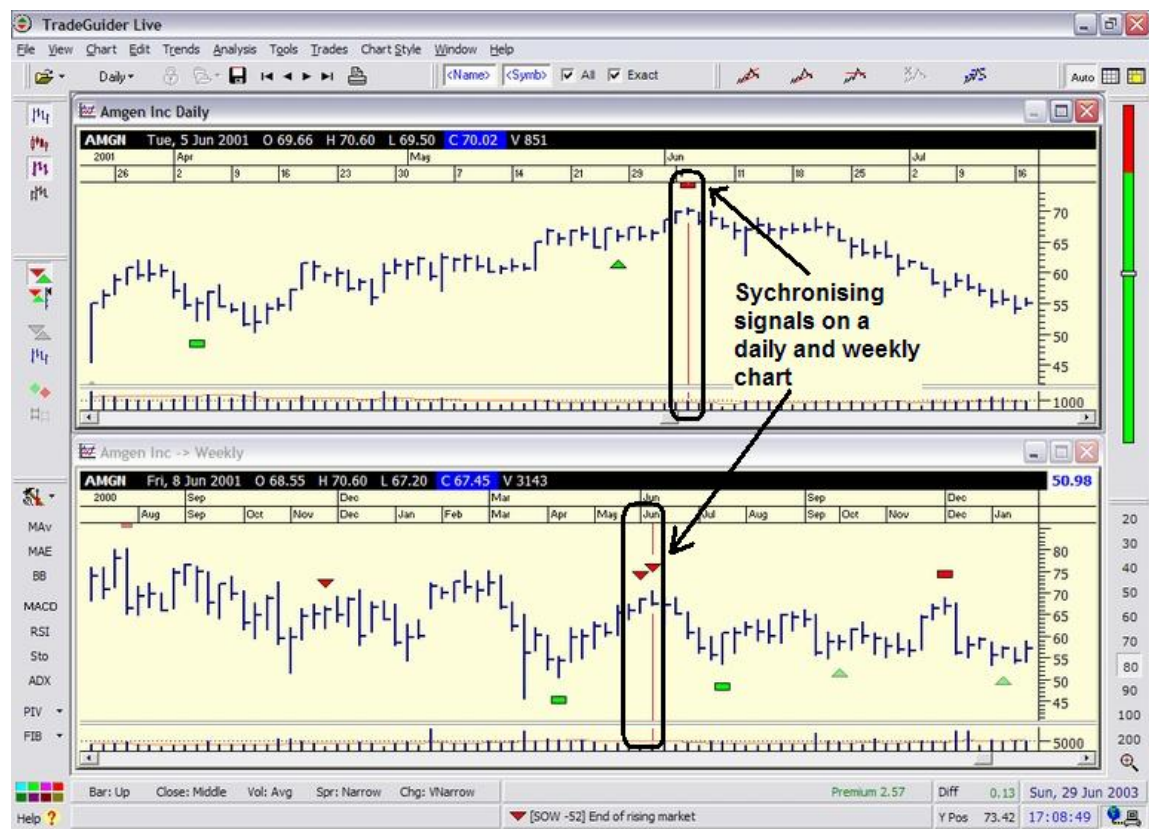 TradeGuider Live
File View Chart Edit Trends Analysis Tools Trades Chart Style Window Help
Daily <Name> <Symb> All Exact Auto
Amgen Inc Daily
AMGN Tue, 5 Jun 2001 O 69.66 H 70.60 L 69.50 C 70.02 V 851
2001 Apr May Jun Jul
26 2 9 16 23 30 7 14 21 29 11 18 25 2 9 16
70
65
60
55
50
45
1000
Sychronising
signals on a
daily and weekly
chart
Amgen Inc -> Weekly
AMGN Fri, 8 Jun 2001 O 68.55 H 70.60 L 67.20 C 67.45 V 3143 50.98
2000 Sep Dec Mar Jun Sep Dec
Aug Sep Oct Nov Dec Jan Feb Mar Apr May Jun Jul Aug Sep Oct Nov Dec Jan
80
75
70
65
60
55
50
45
5000
MAv
MAE
BB
MACD
RSI
Sto
ADX
PIV
FIB
20
30
40
50
60
70
80
90
100
200
Bar: Up Close: Middle Vol: Avg Spr: Narrow Chg: VNarrow Premium 2.57 Diff 0.13 Sun, 29 Jun 2003
Help ? [SOW -52] End of rising market Y Pos 73.42 17:08:49